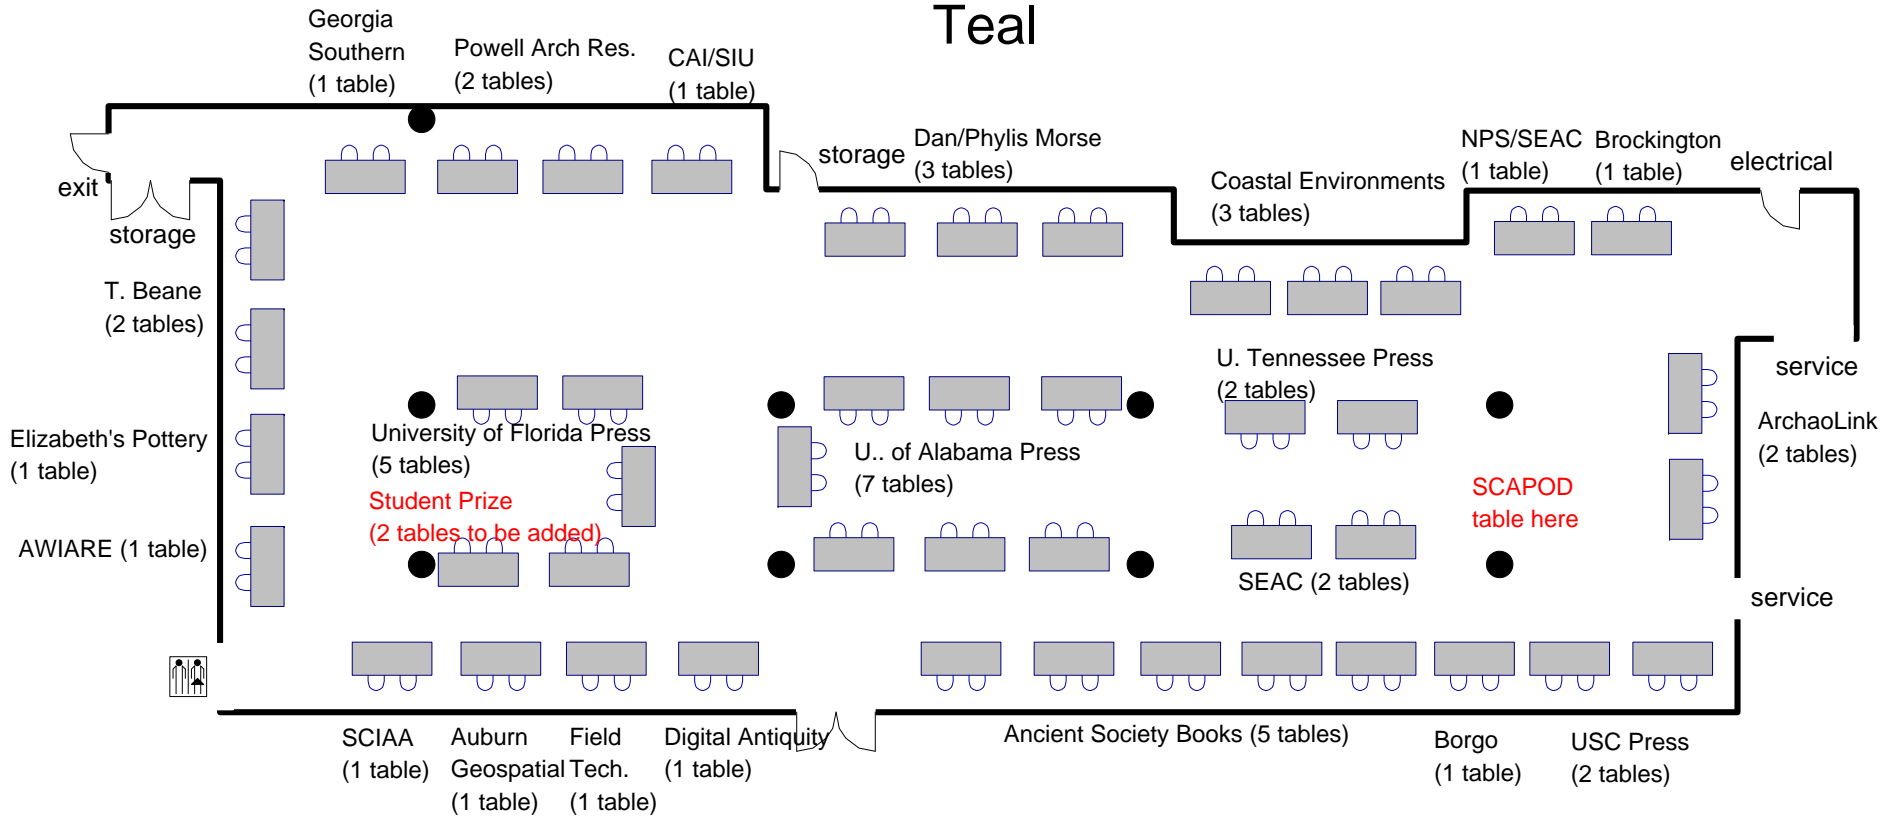 Teal
Georgia
Southern
(1 table)
Powell Arch Res.
(2 tables)
CAI/SIU
(1 table)
storage
Dan/Phylis Morse
(3 tables)
Coastal Environments
(3 tables)
NPS/SEAC
(1 table)
Brockington
(1 table)
electrical
exit
storage
T. Beane
(2 tables)
Elizabeth's Pottery
(1 table)
AWIARE (1 table)
University of Florida Press
(5 tables)
Student Prize
(2 tables to be added)
U.. of Alabama Press
(7 tables)
U. Tennessee Press
(2 tables)
SCAPOD
table here
SEAC (2 tables)
service
ArchaoLink
(2 tables)
service
SCIAA
(1 table)
Auburn
Geospatial
(1 table)
Field
Tech.
(1 table)
Digital Antiquity
(1 table)
Ancient Society Books (5 tables)
Borgo
(1 table)
USC Press
(2 tables)